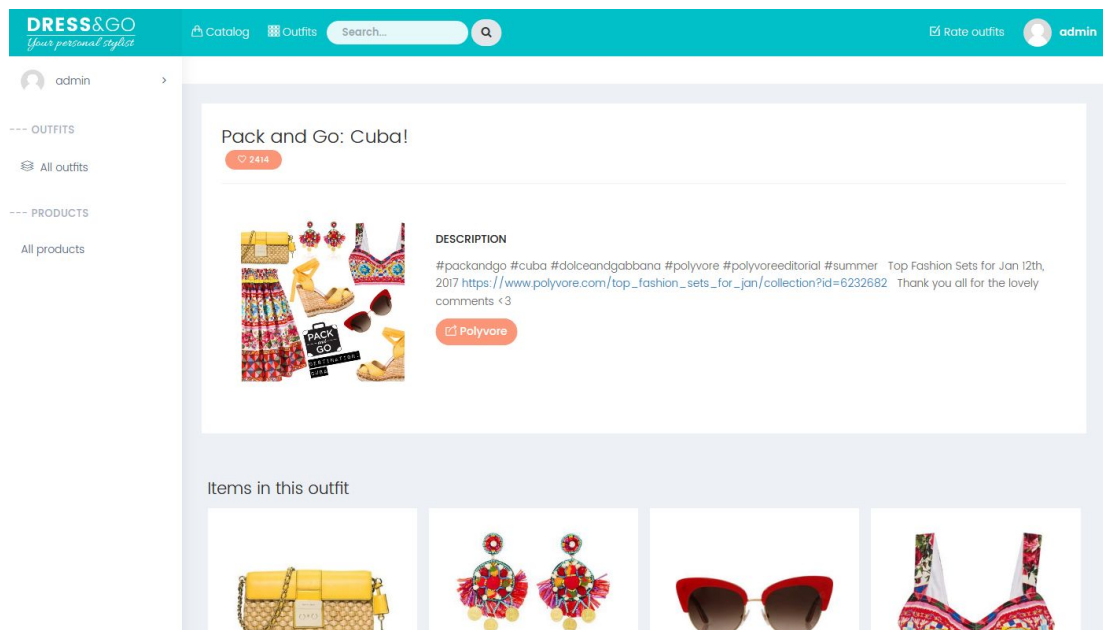 DRESS&GO
Your personal stylist
Catalog
Outfits
Search...
Rate outfits
admin
admin
--- OUTFITS
All outfits
--- PRODUCTS
All products
Pack and Go: Cuba!
2414
PACK
and
GO
DESTINATION:
CUBA
DESCRIPTION
#packandgo #cuba #dolceandgabbana #polyvore #polyvoreeditorial #summer Top Fashion Sets for Jan 12th,
2017 https://www.polyvore.com/top_fashion_sets_for_jan/collection?id=6232682 Thank you all for the lovely
comments <3
Polyvore
Items in this outfit